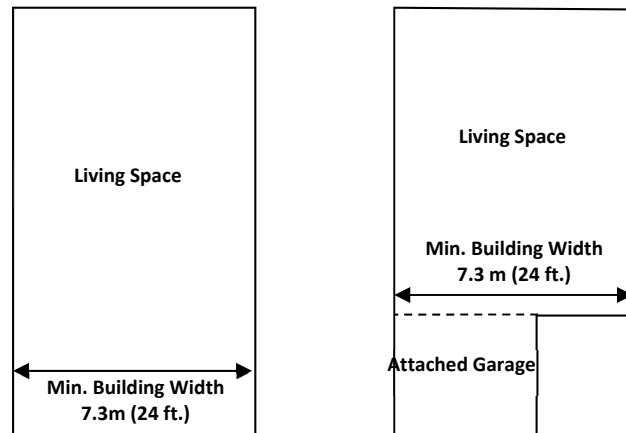 Living Space
Min. Building Width
7.3m (24 ft.)
Living Space
Min. Building Width
7.3 m (24 ft.)
Attached Garage